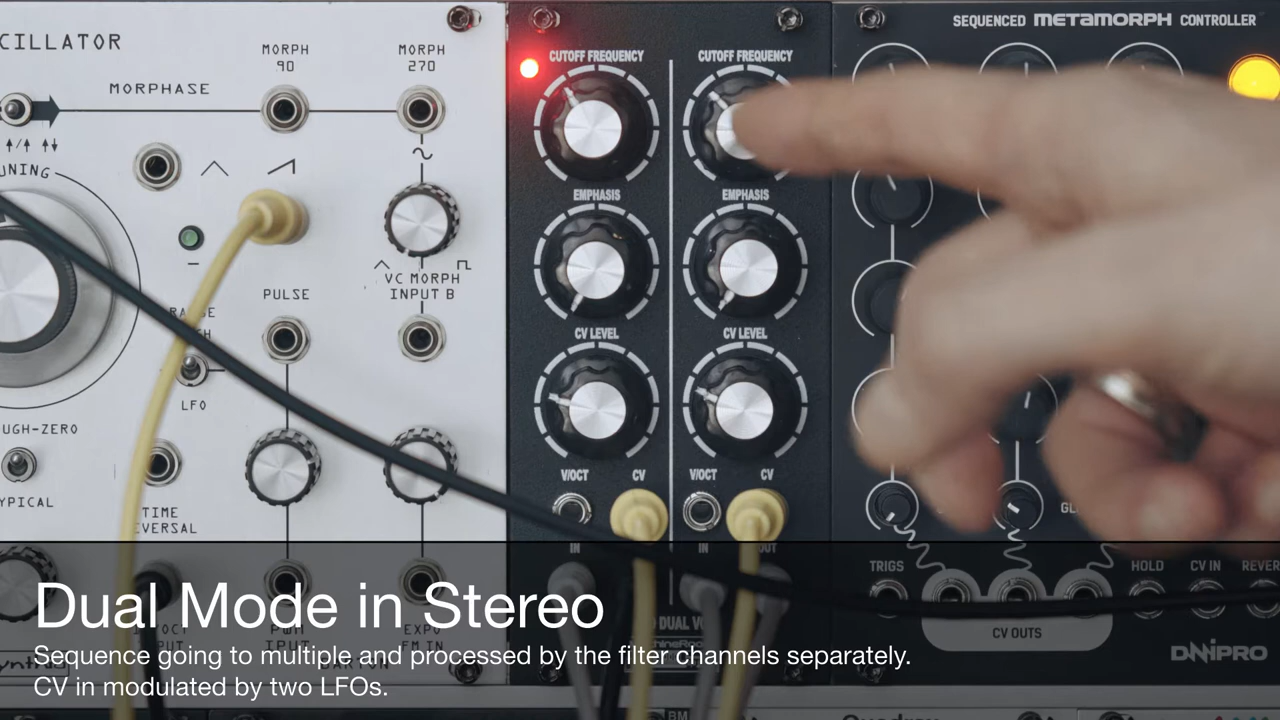 CILLATOR
MORPH
90
MORPH
270
MORPHASE
UNING
VC MORPH
INPUT B
PULSE
LFO
UGH-ZERO
YPICAL
TIME
CUTOFF FREQUENCY
EMPHASIS
CV LEVEL
V/OCT CV
IN
CUTOFF FREQUENCY
EMPHASIS
CV LEVEL
V/OCT CV
IN OUT
SEQUENCED METAMORPH CONTROLLER
TRIGS
HOLD
CV IN
REVER
CV OUTS
DNIPRO
DUAL
Dual Mode in Stereo
Sequence going to multiple and processed by the filter channels separately.
CV in modulated by two LFOs.
BM